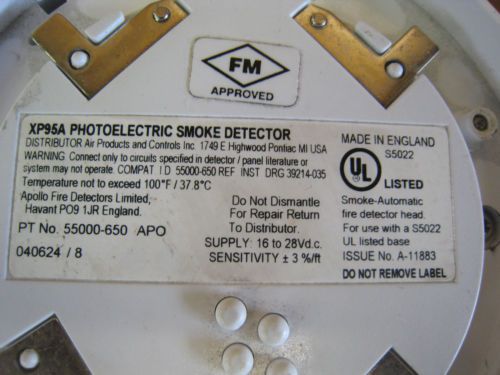 FM
APPROVED
XP95A PHOTOELECTRIC SMOKE DETECTOR
DISTRIBUTOR Air Products and Controls Inc. 1749 E Highwood Pontiac MI USA
WARNING. Connect only to circuits specified in detector / panel literature or
system may not operate. COMPAT I D 55000-650 REF INST DRG 39214-035
Temperature not to exceed 100°F / 37.8°C
Apollo Fire Detectors Limited,
Havant PO9 1JR England.
PT No. 55000-650 APO
040624 / 8
Do Not Dismantle
For Repair Return
To Distributor.
SUPPLY: 16 to 28Vd.c.
SENSITIVITY ± 3 %/ft
MADE IN ENGLAND
S5022
UL LISTED
Smoke-Automatic
fire detector head.
For use with a S5022
UL listed base
ISSUE No. A-11883
DO NOT REMOVE LABEL